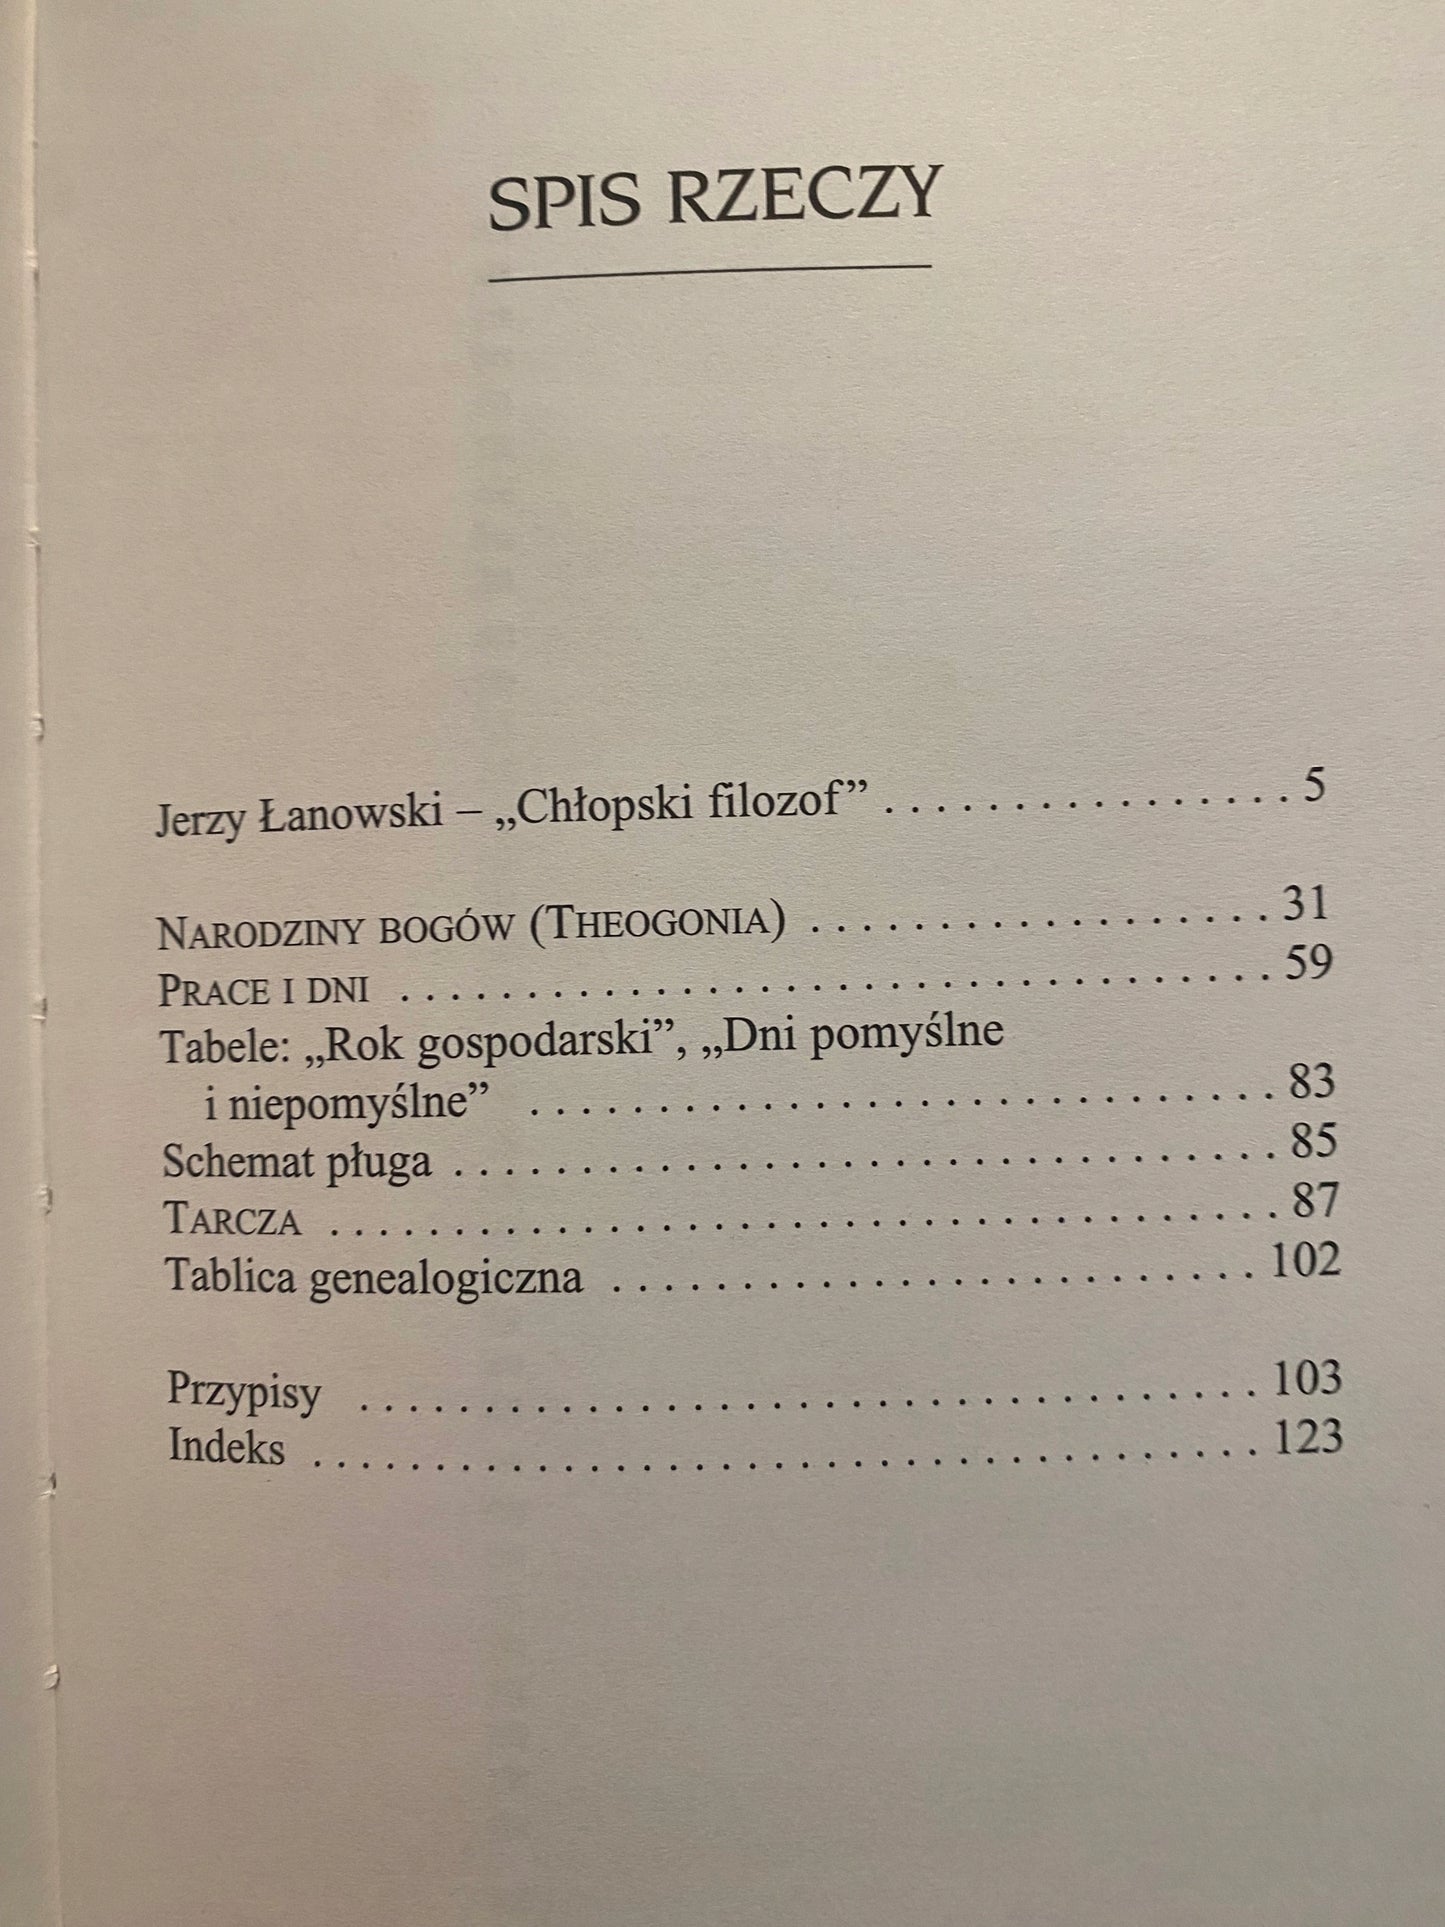 SPIS RZECZY
Jerzy Łanowski – „Chłopski filozof” . . . . . . . . . . . . . . . . 5
NARODZINY BOGÓW (THEOGONIA) . . . . . . . . . . . . . . . . . . 31
PRACE I DNI . . . . . . . . . . . . . . . . . . . . . . . . . . . . . . . . . . 59
Tabele: „Rok gospodarski”, „Dni pomyślne
i niepomyślne” . . . . . . . . . . . . . . . . . . . . . . . . . . . . . 83
Schemat pługa . . . . . . . . . . . . . . . . . . . . . . . . . . . . . . . . 85
TARCZA . . . . . . . . . . . . . . . . . . . . . . . . . . . . . . . . . . . . . 87
Tablica genealogiczna . . . . . . . . . . . . . . . . . . . . . . . . . 102
Przypisy . . . . . . . . . . . . . . . . . . . . . . . . . . . . . . . . . . . 103
Indeks . . . . . . . . . . . . . . . . . . . . . . . . . . . . . . . . . . . . . 123